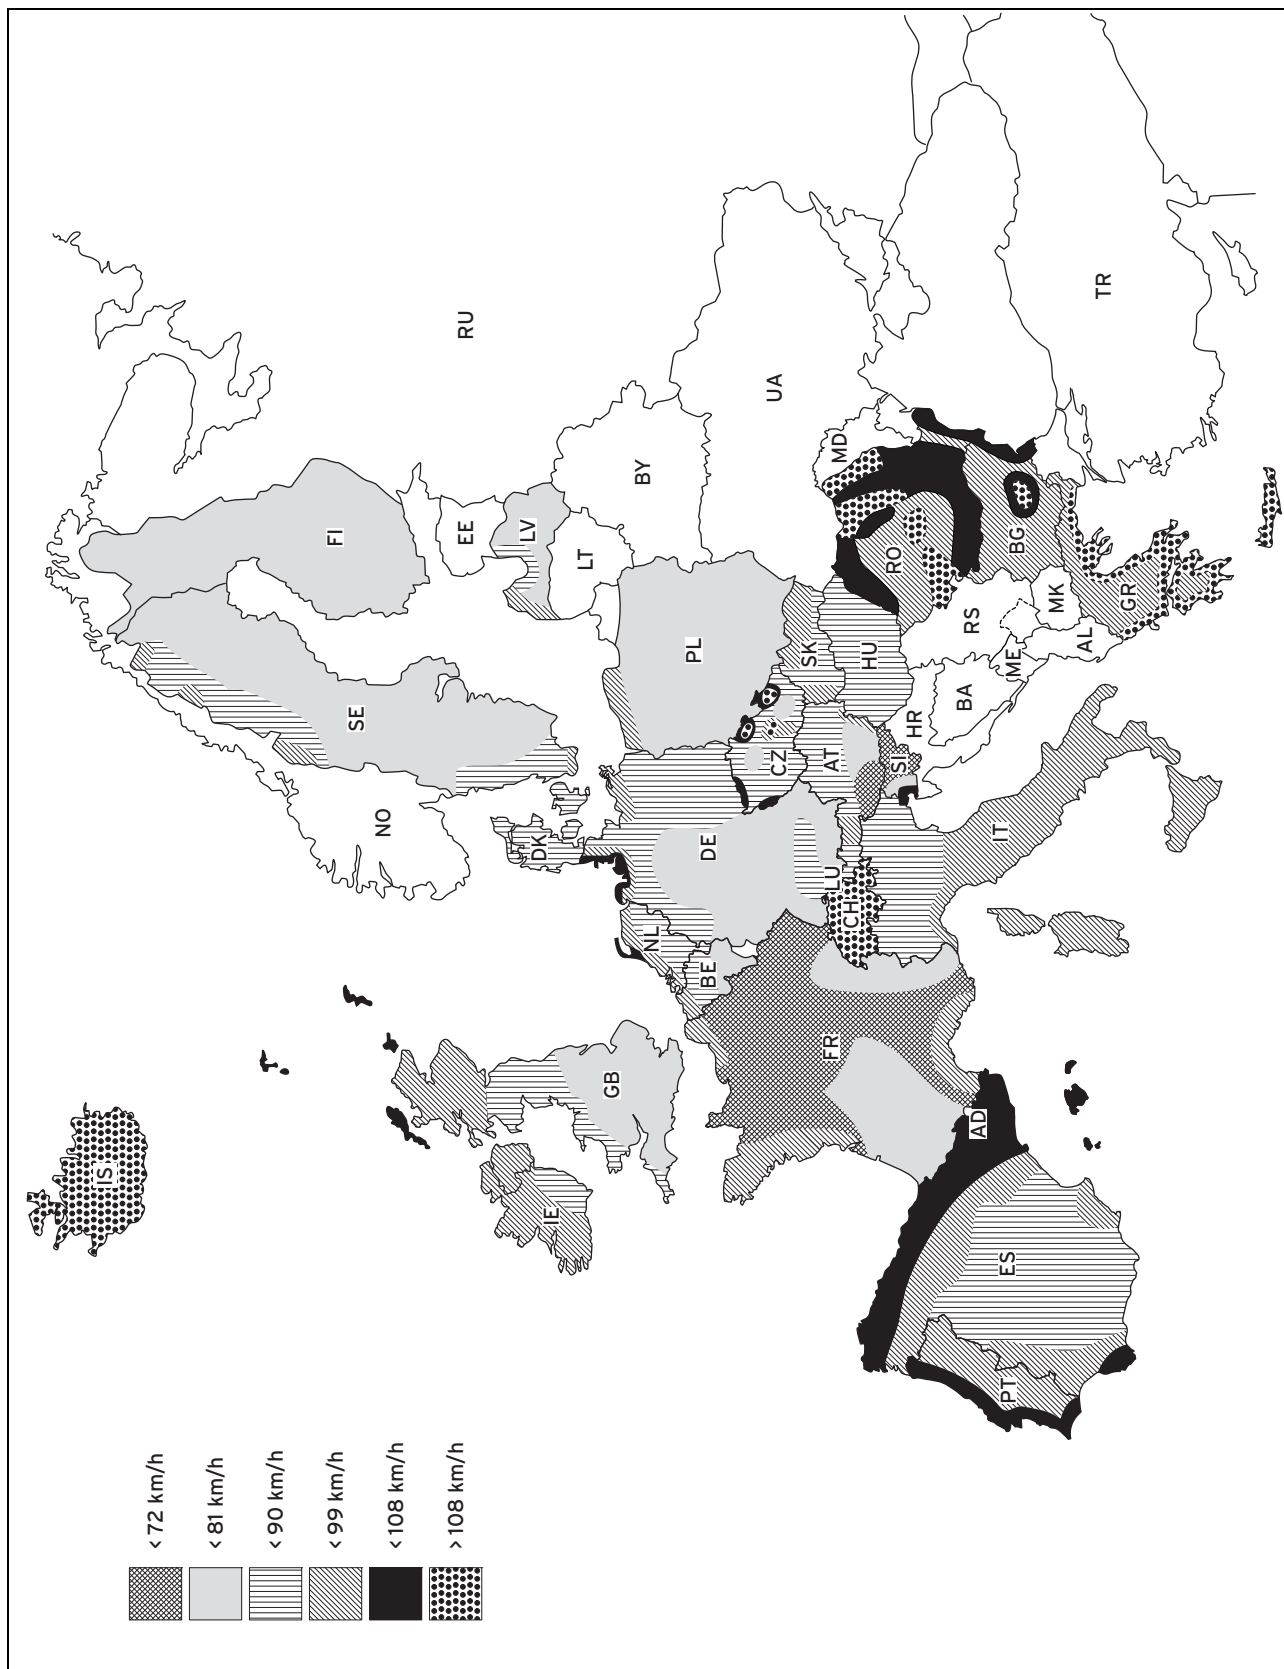 < 72 km/h
< 81 km/h
< 90 km/h
< 99 km/h
<108 km/h
>108 km/h
IS
NO
SE
FI
RU
EE
LV
LT
DK
IE
GB
NL
BE
DE
PL
BY
UA
CZ
SK
LU
AT
HU
MD
FR
CH
SI
HR
RO
AD
BA
RS
ME
BG
PT
ES
IT
AL
MK
GR
TR